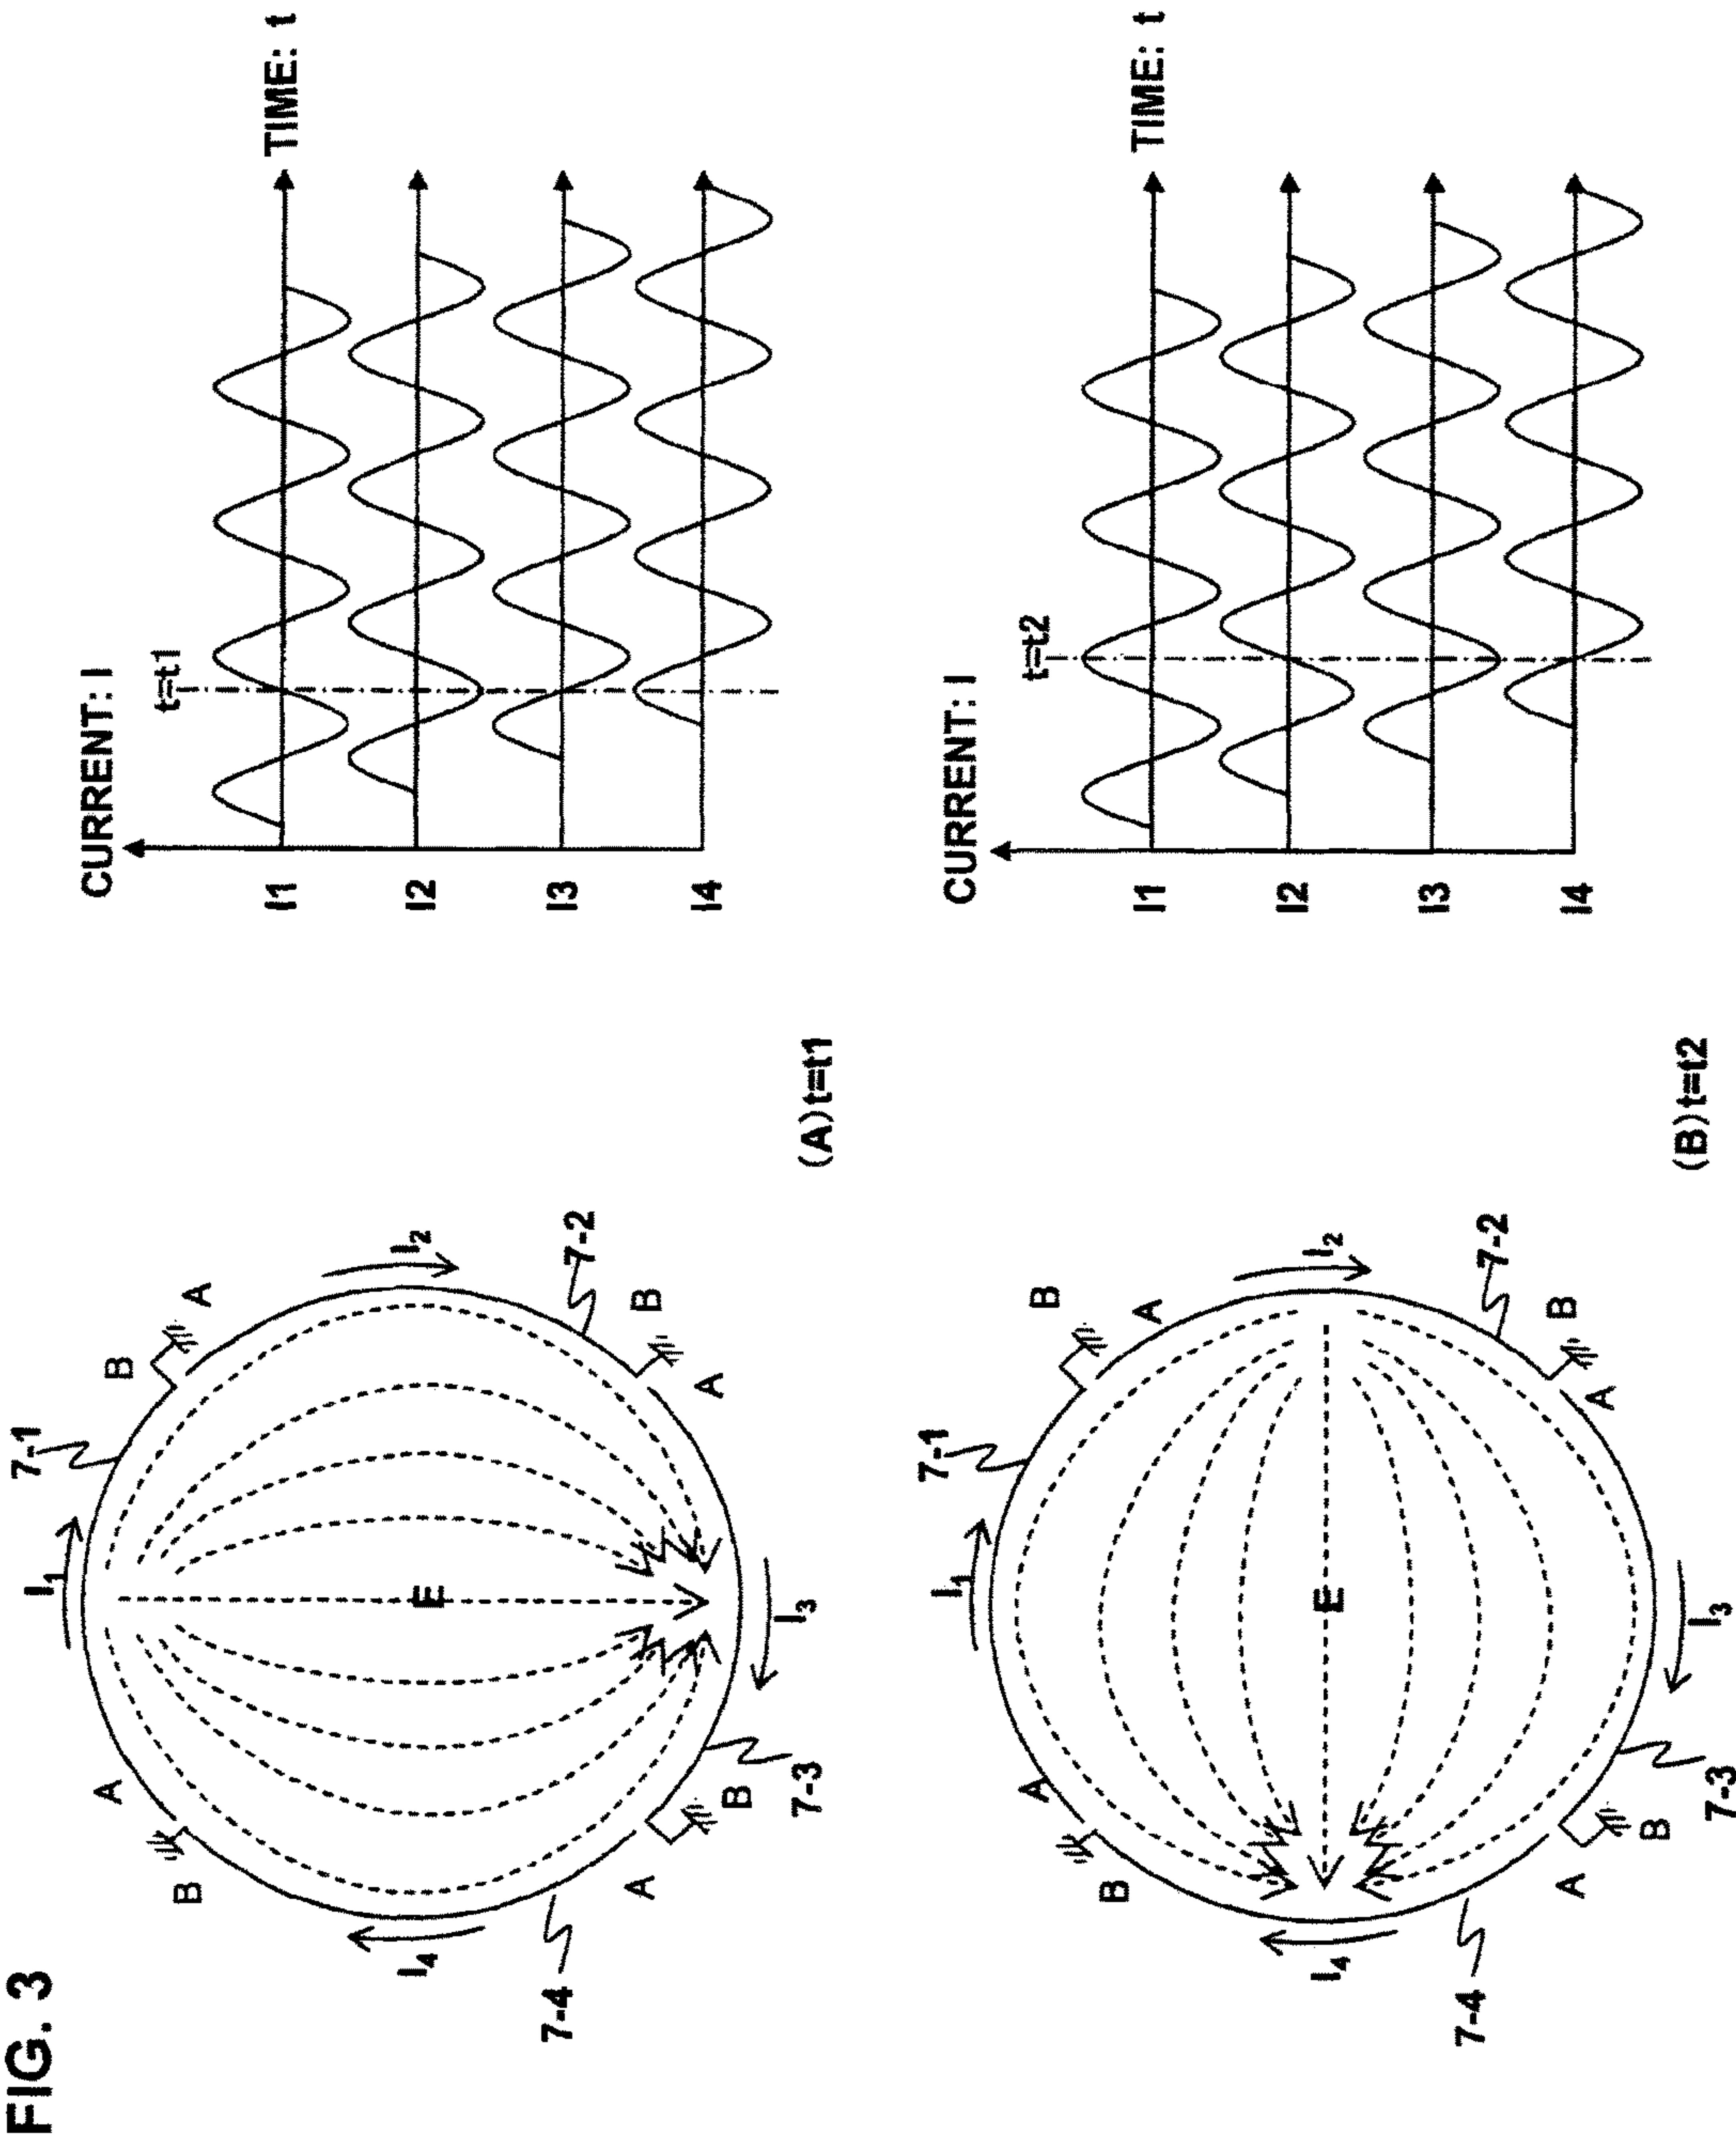 FIG. 3
I1
7-1
A
B
B
A
I4
I2
E
7-4
7-2
A
B
B
A
7-3
I3
(A)t=t1
CURRENT: I
t=t1
I1
TIME: t
I2
I3
I4
I1
7-1
A
B
B
A
I4
I2
E
7-4
7-2
A
B
B
A
7-3
I3
(B)t=t2
CURRENT: I
t=t2
I1
TIME: t
I2
I3
I4